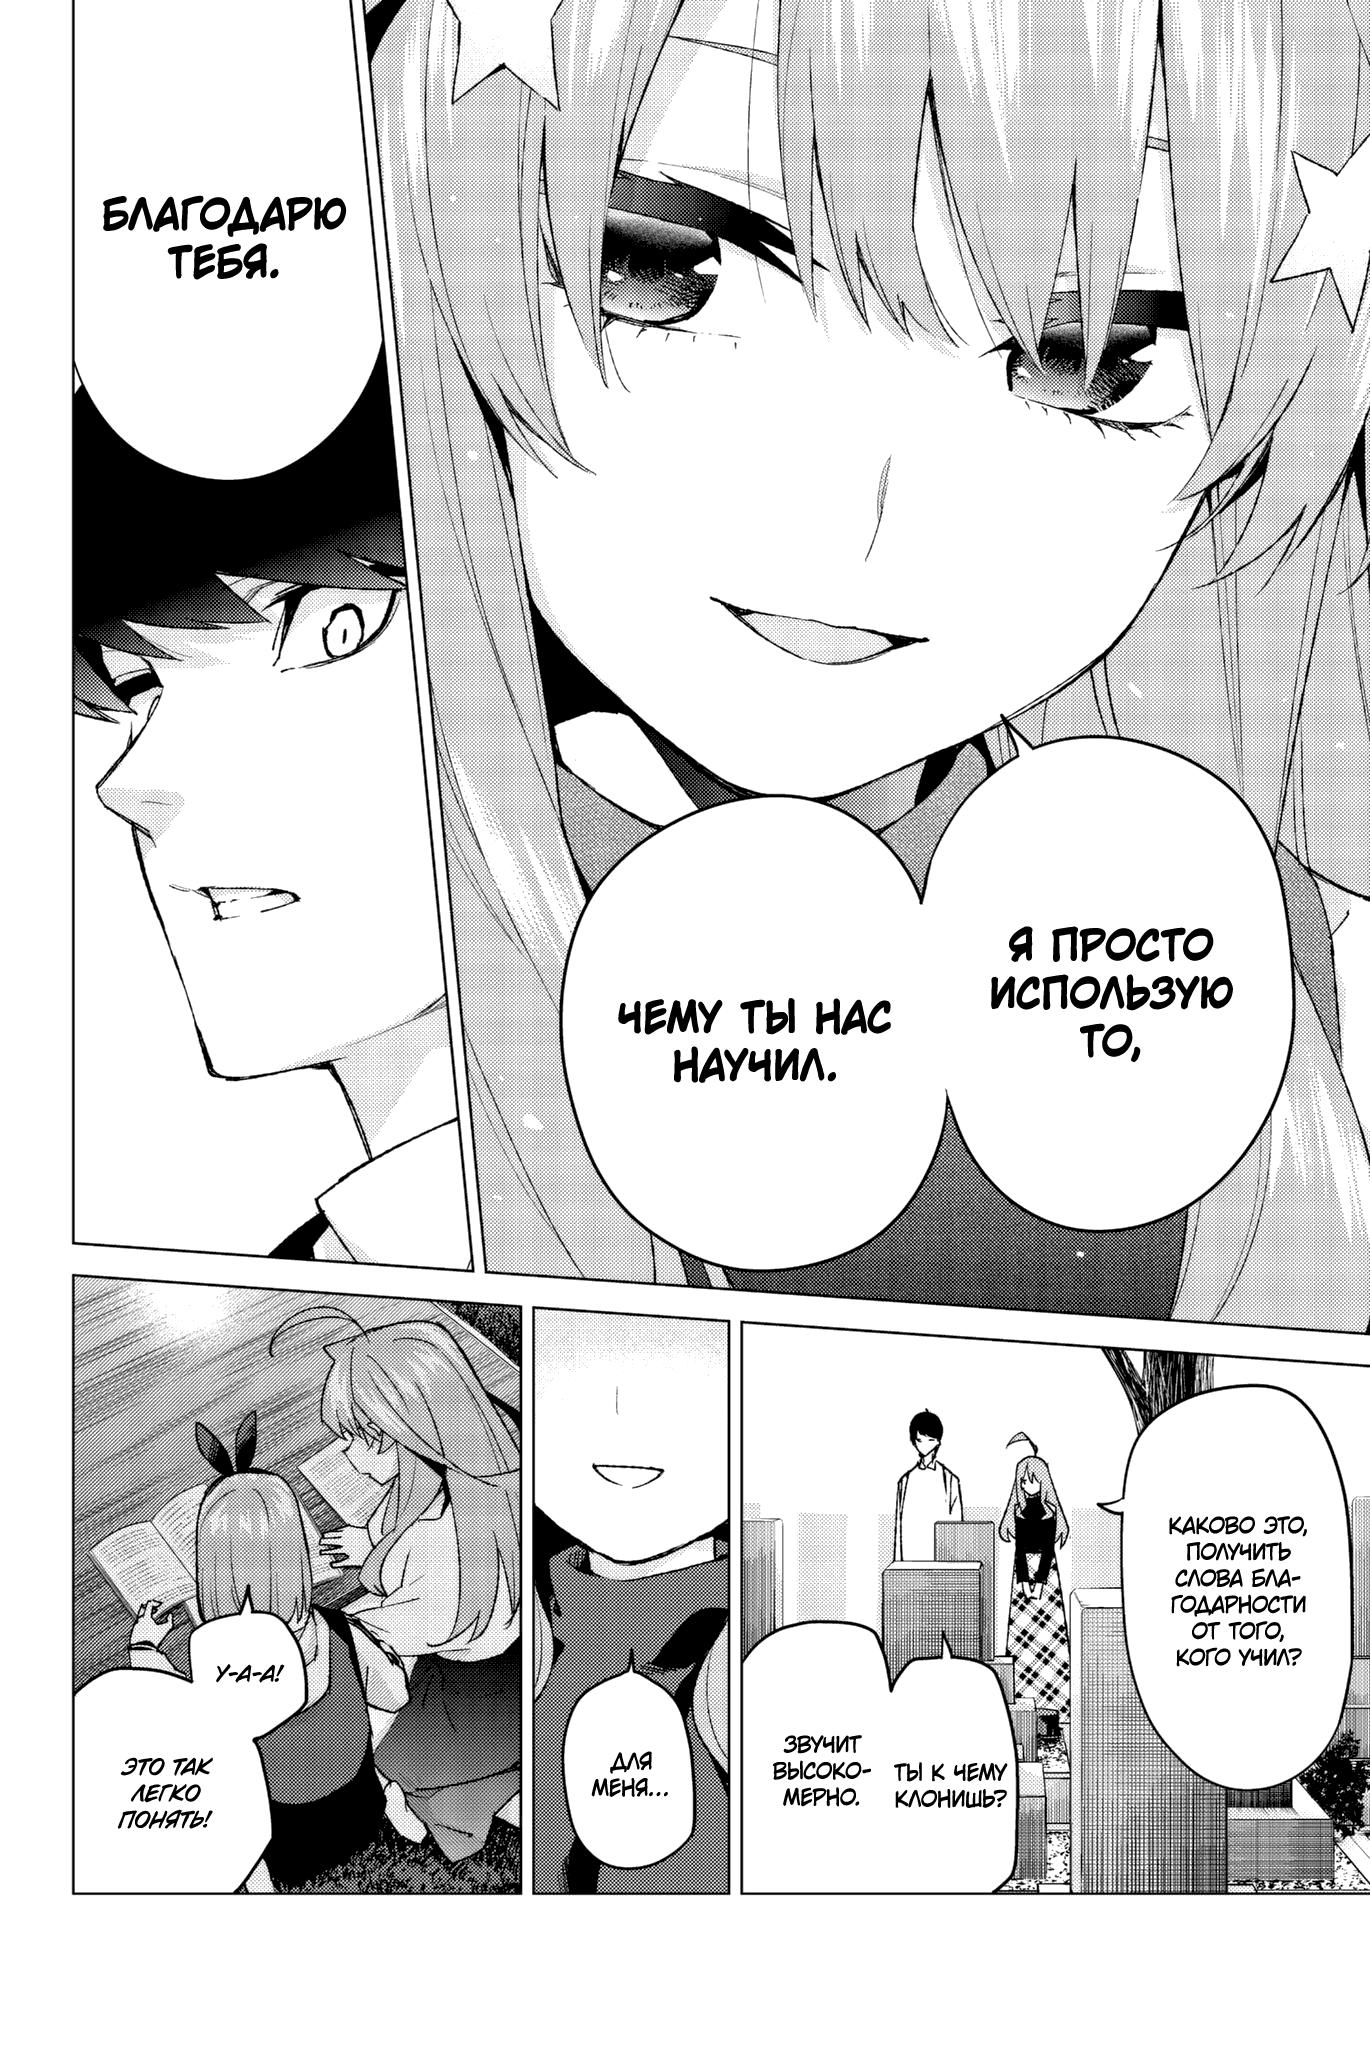 Я ПРОСТО
ИСПОЛЬЗУЮ
ТО,
ЧЕМУ ТЫ НАС
НАУЧИЛ.
БЛАГОДАРЮ
ТЕБЯ.
КАКОВО ЭТО,
ПОЛУЧИТЬ
СЛОВА БЛА-
ГОДАРНОСТИ
ОТ ТОГО,
КОГО УЧИЛ?
ТЫ К ЧЕМУ
КЛОНИШЬ?
ЗВУЧИТ
ВЫСОКО-
МЕРНО.
ДЛЯ
МЕНЯ...
У-А-А!
ЭТО ТАК
ЛЕГКО
ПОНЯТЬ!